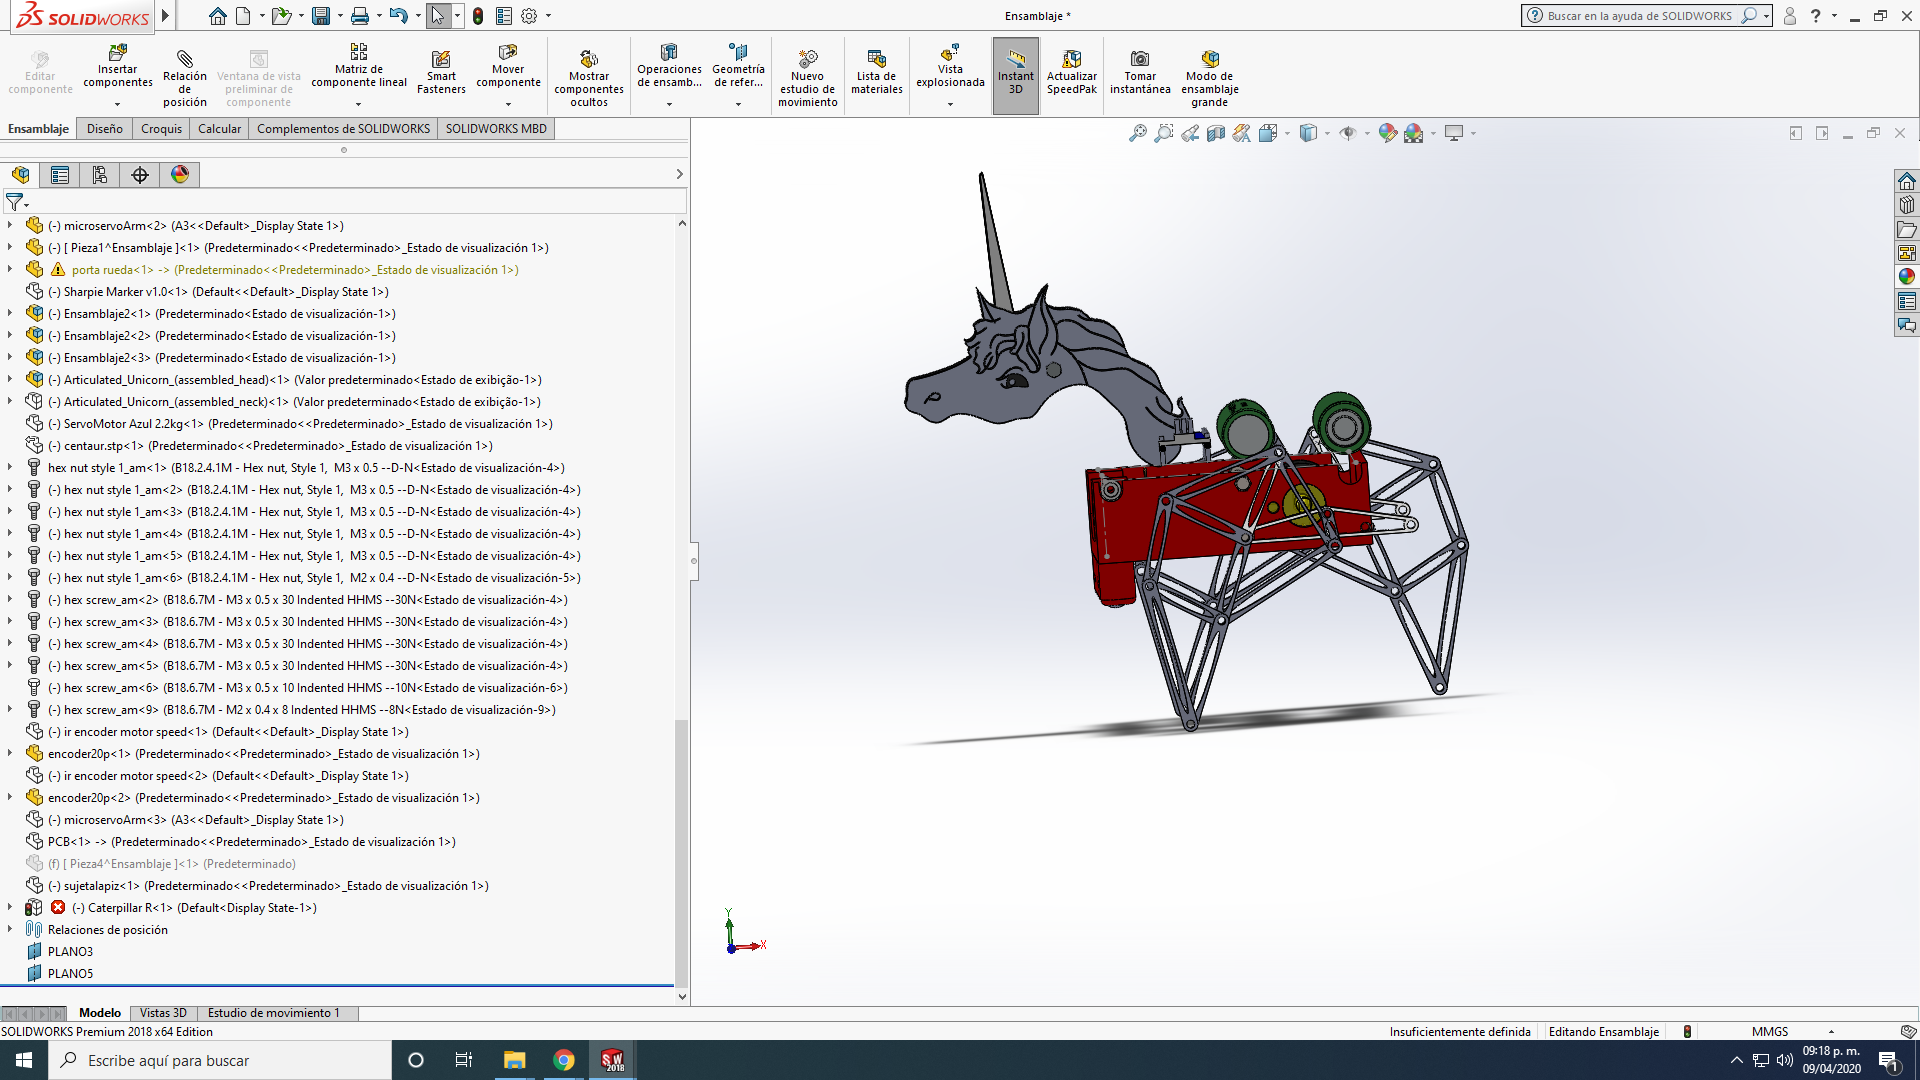 SOLIDWORKS
Ensamblaje *
Buscar en la ayuda de SOLIDWORKS
Editar componente
Insertar componentes
Relación de posición
Ventana de vista preliminar de componente
Matriz de componente lineal
Smart Fasteners
Mover componente
Mostrar componentes ocultos
Operaciones de ensamb...
Geometría de refer...
Nuevo estudio de movimiento
Lista de materiales
Vista explosionada
Instant 3D
Actualizar SpeedPak
Tomar instantánea
Modo de ensamblaje grande
Ensamblaje Diseño Croquis Calcular Complementos de SOLIDWORKS SOLIDWORKS MBD
(-) microservoArm<2> (A3<<Default>_Display State 1>)
(-) [ Pieza1^Ensamblaje ]<1> (Predeterminado<<Predeterminado>_Estado de visualización 1>)
porta rueda<1> -> (Predeterminado<<Predeterminado>_Estado de visualización 1>)
(-) Sharpie Marker v1.0<1> (Default<<Default>_Display State 1>)
(-) Ensamblaje2<1> (Predeterminado<Estado de visualización-1>)
(-) Ensamblaje2<2> (Predeterminado<Estado de visualización-1>)
(-) Ensamblaje2<3> (Predeterminado<Estado de visualización-1>)
(-) Articulated_Unicorn_(assembled_head)<1> (Valor predeterminado<Estado de exibição-1>)
(-) Articulated_Unicorn_(assembled_neck)<1> (Valor predeterminado<Estado de exibição-1>)
(-) ServoMotor Azul 2.2kg<1> (Predeterminado<<Predeterminado>_Estado de visualización 1>)
(-) centaur.stp<1> (Predeterminado<<Predeterminado>_Estado de visualización 1>)
hex nut style 1_am<1> (B18.2.4.1M - Hex nut, Style 1, M3 x 0.5 --D-N<Estado de visualización-4>)
(-) hex nut style 1_am<2> (B18.2.4.1M - Hex nut, Style 1, M3 x 0.5 --D-N<Estado de visualización-4>)
(-) hex nut style 1_am<3> (B18.2.4.1M - Hex nut, Style 1, M3 x 0.5 --D-N<Estado de visualización-4>)
(-) hex nut style 1_am<4> (B18.2.4.1M - Hex nut, Style 1, M3 x 0.5 --D-N<Estado de visualización-4>)
(-) hex nut style 1_am<5> (B18.2.4.1M - Hex nut, Style 1, M3 x 0.5 --D-N<Estado de visualización-4>)
(-) hex nut style 1_am<6> (B18.2.4.1M - Hex nut, Style 1, M2 x 0.4 --D-N<Estado de visualización-5>)
(-) hex screw_am<2> (B18.6.7M - M3 x 0.5 x 30 Indented HHMS --30N<Estado de visualización-4>)
(-) hex screw_am<3> (B18.6.7M - M3 x 0.5 x 30 Indented HHMS --30N<Estado de visualización-4>)
(-) hex screw_am<4> (B18.6.7M - M3 x 0.5 x 30 Indented HHMS --30N<Estado de visualización-4>)
(-) hex screw_am<5> (B18.6.7M - M3 x 0.5 x 30 Indented HHMS --30N<Estado de visualización-4>)
(-) hex screw_am<6> (B18.6.7M - M3 x 0.5 x 10 Indented HHMS --10N<Estado de visualización-6>)
(-) hex screw_am<9> (B18.6.7M - M2 x 0.4 x 8 Indented HHMS --8N<Estado de visualización-9>)
(-) ir encoder motor speed<1> (Default<<Default>_Display State 1>)
encoder20p<1> (Predeterminado<<Predeterminado>_Estado de visualización 1>)
(-) ir encoder motor speed<2> (Default<<Default>_Display State 1>)
encoder20p<2> (Predeterminado<<Predeterminado>_Estado de visualización 1>)
(-) microservoArm<3> (A3<<Default>_Display State 1>)
PCB<1> -> (Predeterminado<<Predeterminado>_Estado de visualización 1>)
(f) [ Pieza4^Ensamblaje ]<1> (Predeterminado)
(-) sujetalapiz<1> (Predeterminado<<Predeterminado>_Estado de visualización 1>)
(-) Caterpillar R<1> (Default<Display State-1>)
Relaciones de posición
PLANO3
PLANO5
Y
X
Modelo Vistas 3D Estudio de movimiento 1
SOLIDWORKS Premium 2018 x64 Edition
Insuficientemente definida Editando Ensamblaje MMGS
Escribe aquí para buscar
SW 2018
09:18 p. m.
09/04/2020
1